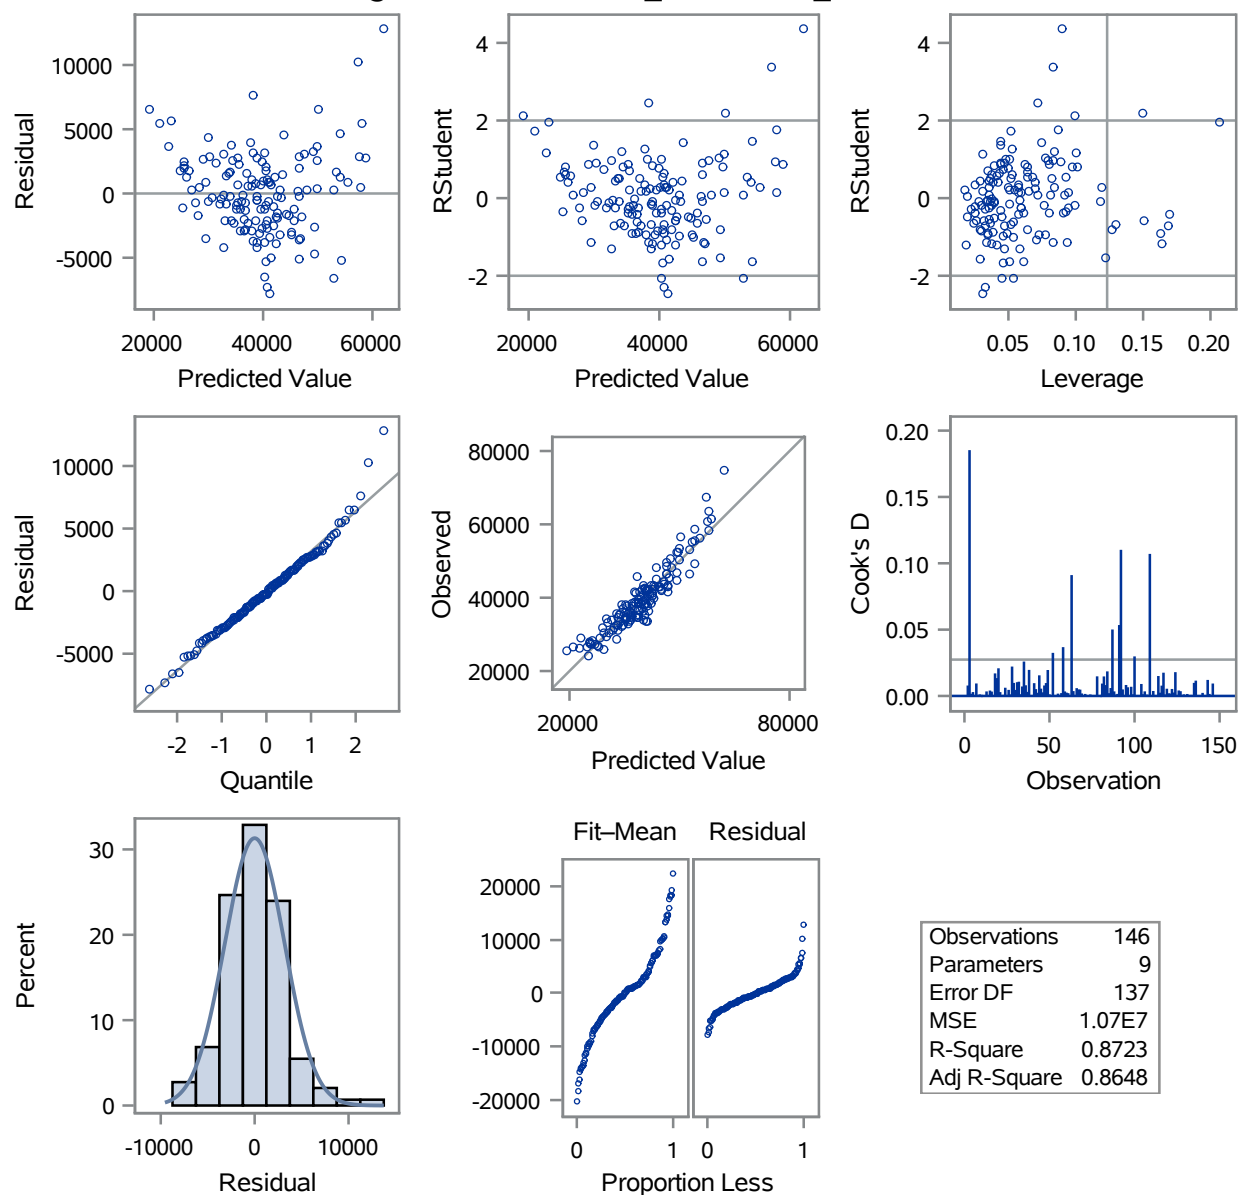 10000
5000
0
-5000
Residual
20000 40000 60000
Predicted Value
4
2
0
-2
RStudent
20000 40000 60000
Predicted Value
4
2
0
-2
RStudent
0.05 0.10 0.15 0.20
Leverage
10000
5000
0
-5000
Residual
-2 -1 0 1 2
Quantile
80000
60000
40000
20000
Observed
20000 80000
Predicted Value
0.20
0.15
0.10
0.05
0.00
Cook's D
0 50 100 150
Observation
30
20
10
0
Percent
-10000 0 10000
Residual
Fit–Mean Residual
20000
10000
0
-10000
-20000
0 1 0 1
Proportion Less
Observations 146
Parameters 9
Error DF 137
MSE 1.07E7
R-Square 0.8723
Adj R-Square 0.8648